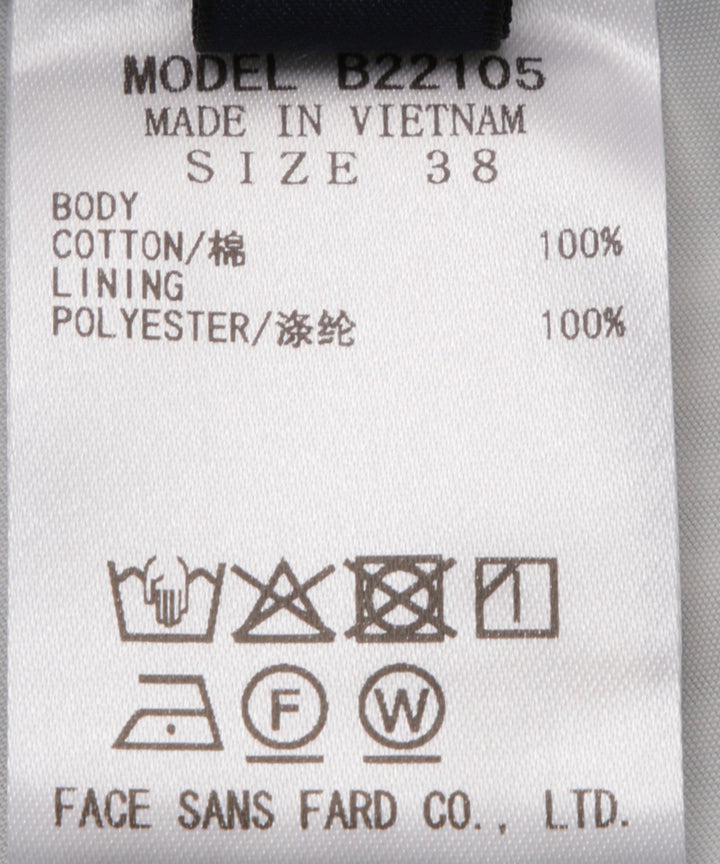 MODEL B22105
MADE IN VIETNAM
SIZE 38
BODY
COTTON/棉 100%
LINING
POLYESTER/涤纶 100%
F W
FACE SANS FARD CO., LTD.